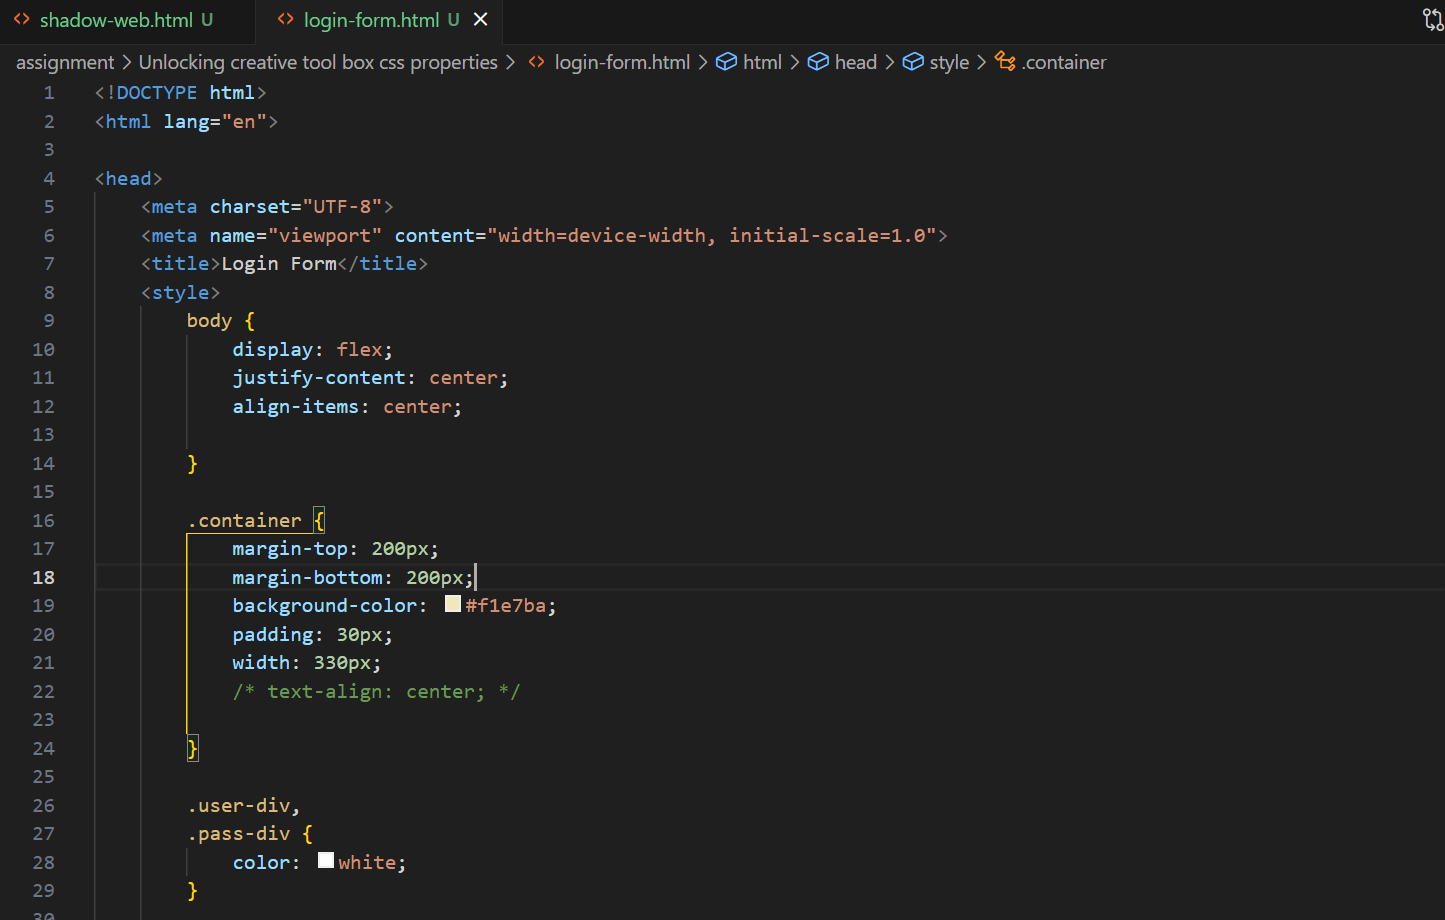 shadow-web.html U login-form.html U
assignment > Unlocking creative tool box css properties > login-form.html > html > head > style > .container
1 <!DOCTYPE html>
2 <html lang="en">
3
4 <head>
5 <meta charset="UTF-8">
6 <meta name="viewport" content="width=device-width, initial-scale=1.0">
7 <title>Login Form</title>
8 <style>
9 body {
10 display: flex;
11 justify-content: center;
12 align-items: center;
13
14 }
15
16 .container {
17 margin-top: 200px;
18 margin-bottom: 200px;
19 background-color: #f1e7ba;
20 padding: 30px;
21 width: 330px;
22 /* text-align: center; */
23
24 }
25
26 .user-div,
27 .pass-div {
28 color: white;
29 }
30